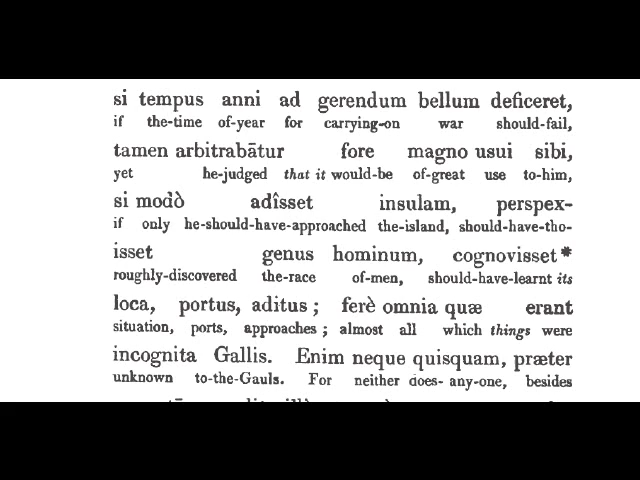 si tempus anni ad gerendum bellum deficeret,
if the-time of-year for carrying-on war should-fail,
tamen arbitrabātur fore magno usui sibi,
yet he-judged that it would-be of-great use to-him,
si modò adîsset insulam, perspex-
if only he-should-have-approached the-island, should-have-tho-
isset genus hominum, cognovisset*
roughly-discovered the-race of-men, should-have-learnt its
loca, portus, aditus; ferè omnia quæ erant
situation, ports, approaches; almost all which things were
incognita Gallis. Enim neque quisquam, præter
unknown to-the-Gauls. For neither does- any-one, besides